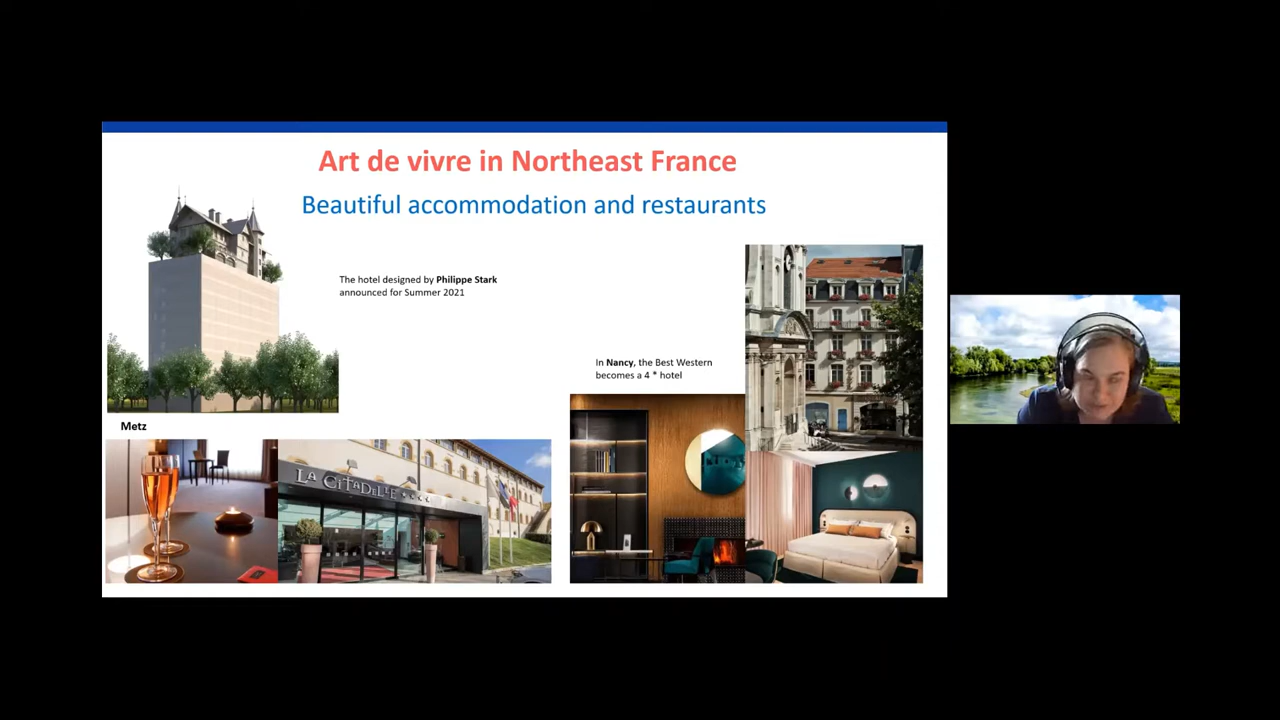 Art de vivre in Northeast France
Beautiful accommodation and restaurants
The hotel designed by Philippe Stark
announced for Summer 2021
In Nancy, the Best Western
becomes a 4 * hotel
Metz
LA CITADELLE ****